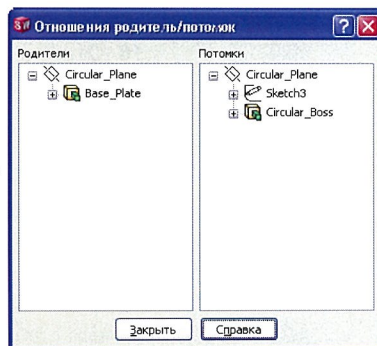 Отношения родитель/потомок
Родители
Потомки
Circular_Plane
Base_Plate
Circular_Plane
Sketch3
Circular_Boss
Закрыть
Справка